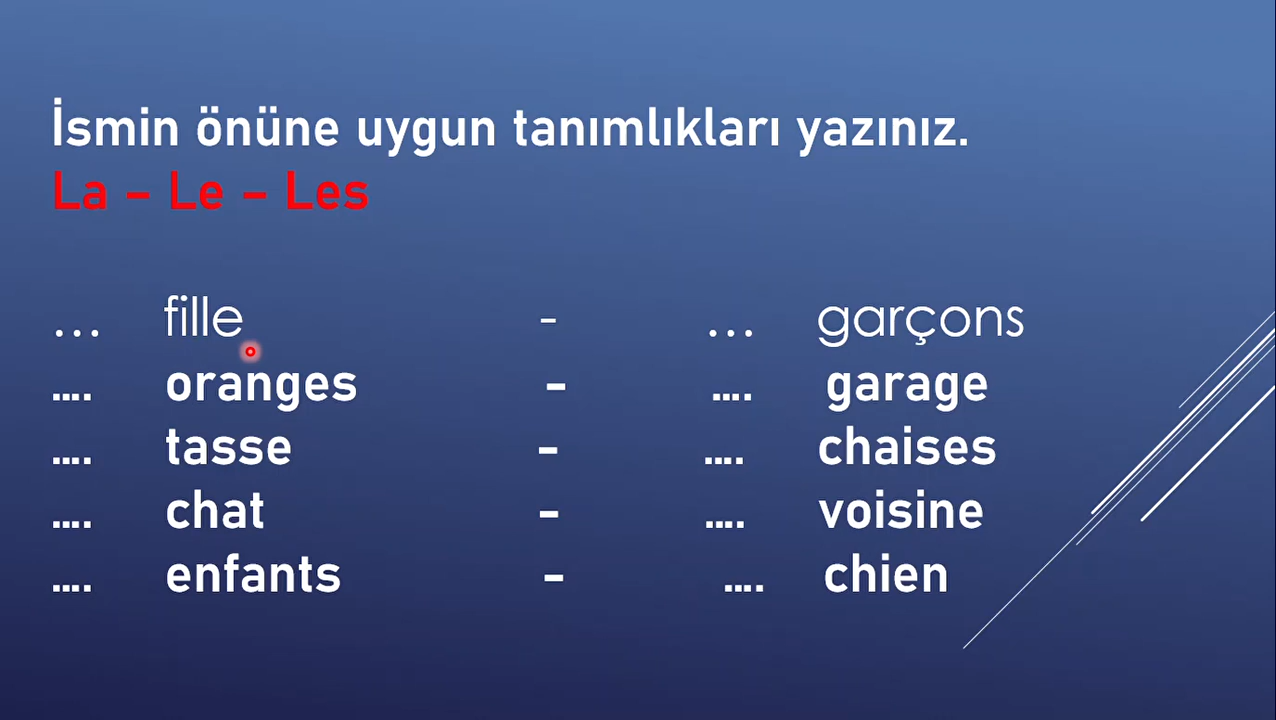 İsmin önüne uygun tanımlıkları yazınız.
La – Le – Les
... fille - ... garçons
.... oranges - .... garage
.... tasse - .... chaises
.... chat - .... voisine
.... enfants - .... chien